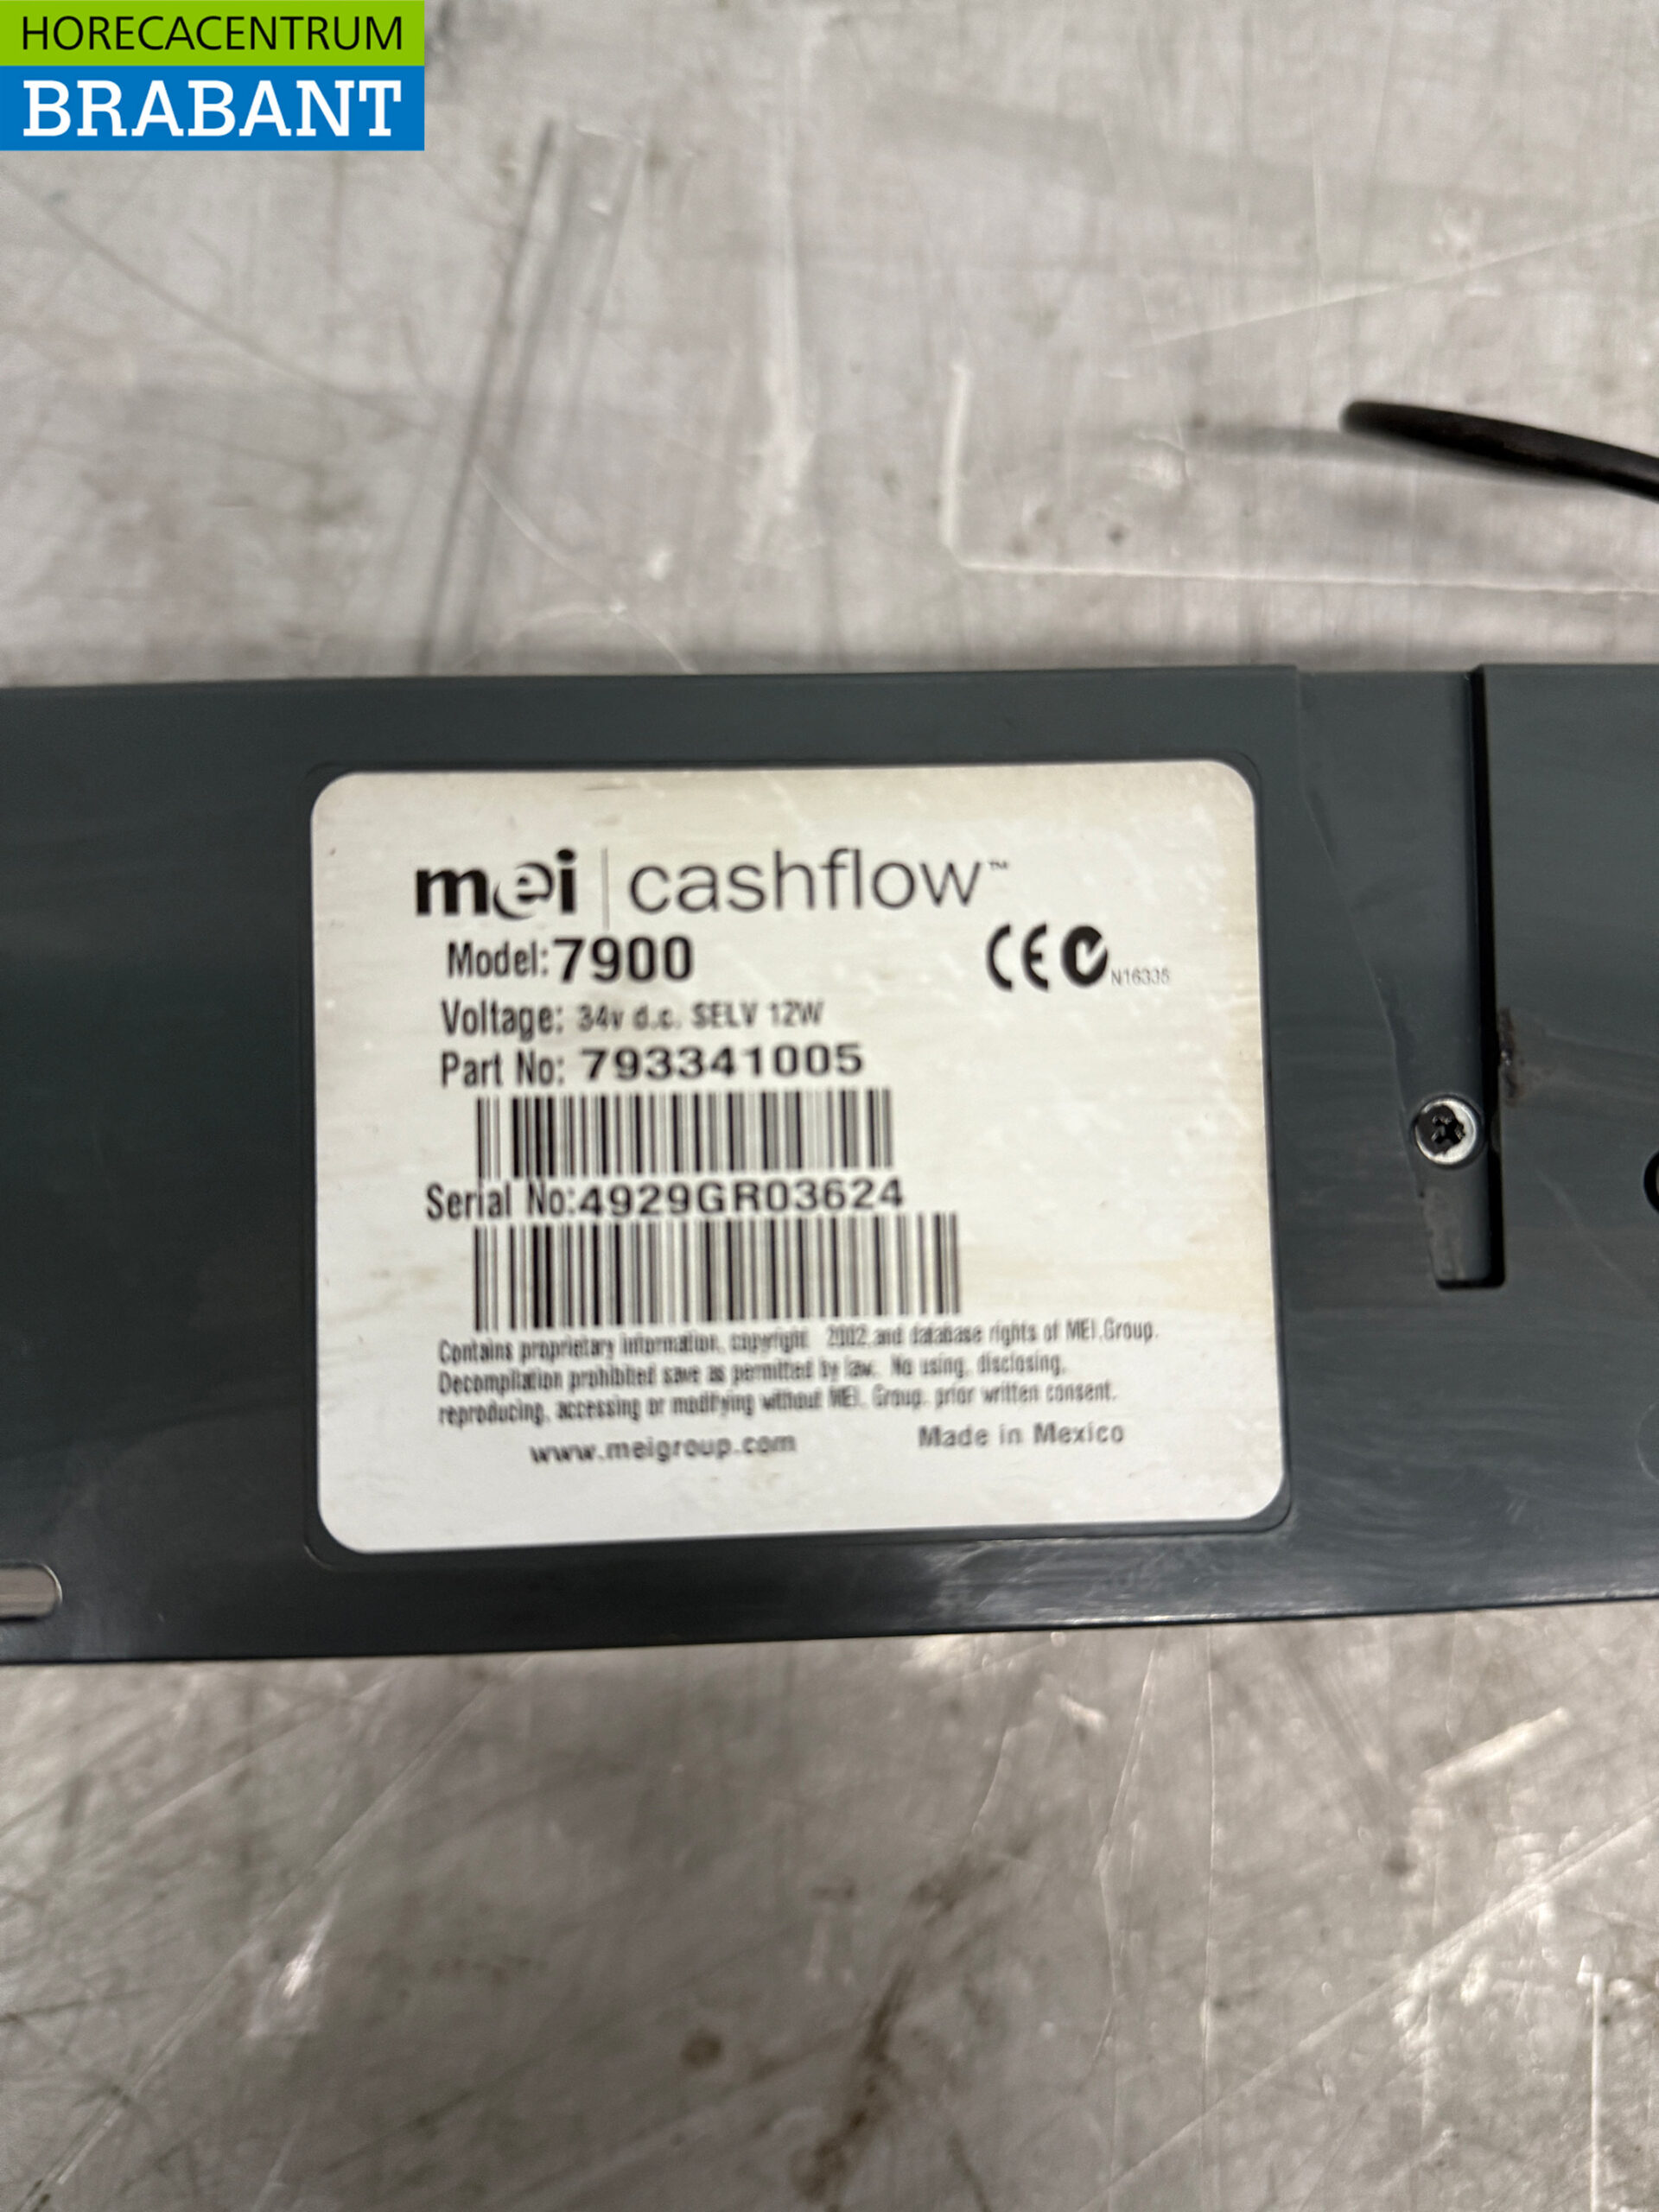 HORECACENTRUM
BRABANT
mei | cashflow™
Model: 7900
CE N16335
Voltage: 34v d.c. SELV 12W
Part No: 793341005
Serial No: 4929GR03624
Contains proprietary information, copyright 2002 and database rights of MEI. Group.
Decompilation prohibited save as permitted by law. No using, disclosing,
reproducing, accessing or modifying without MEI. Group. prior written consent.
www.meigroup.com Made in Mexico